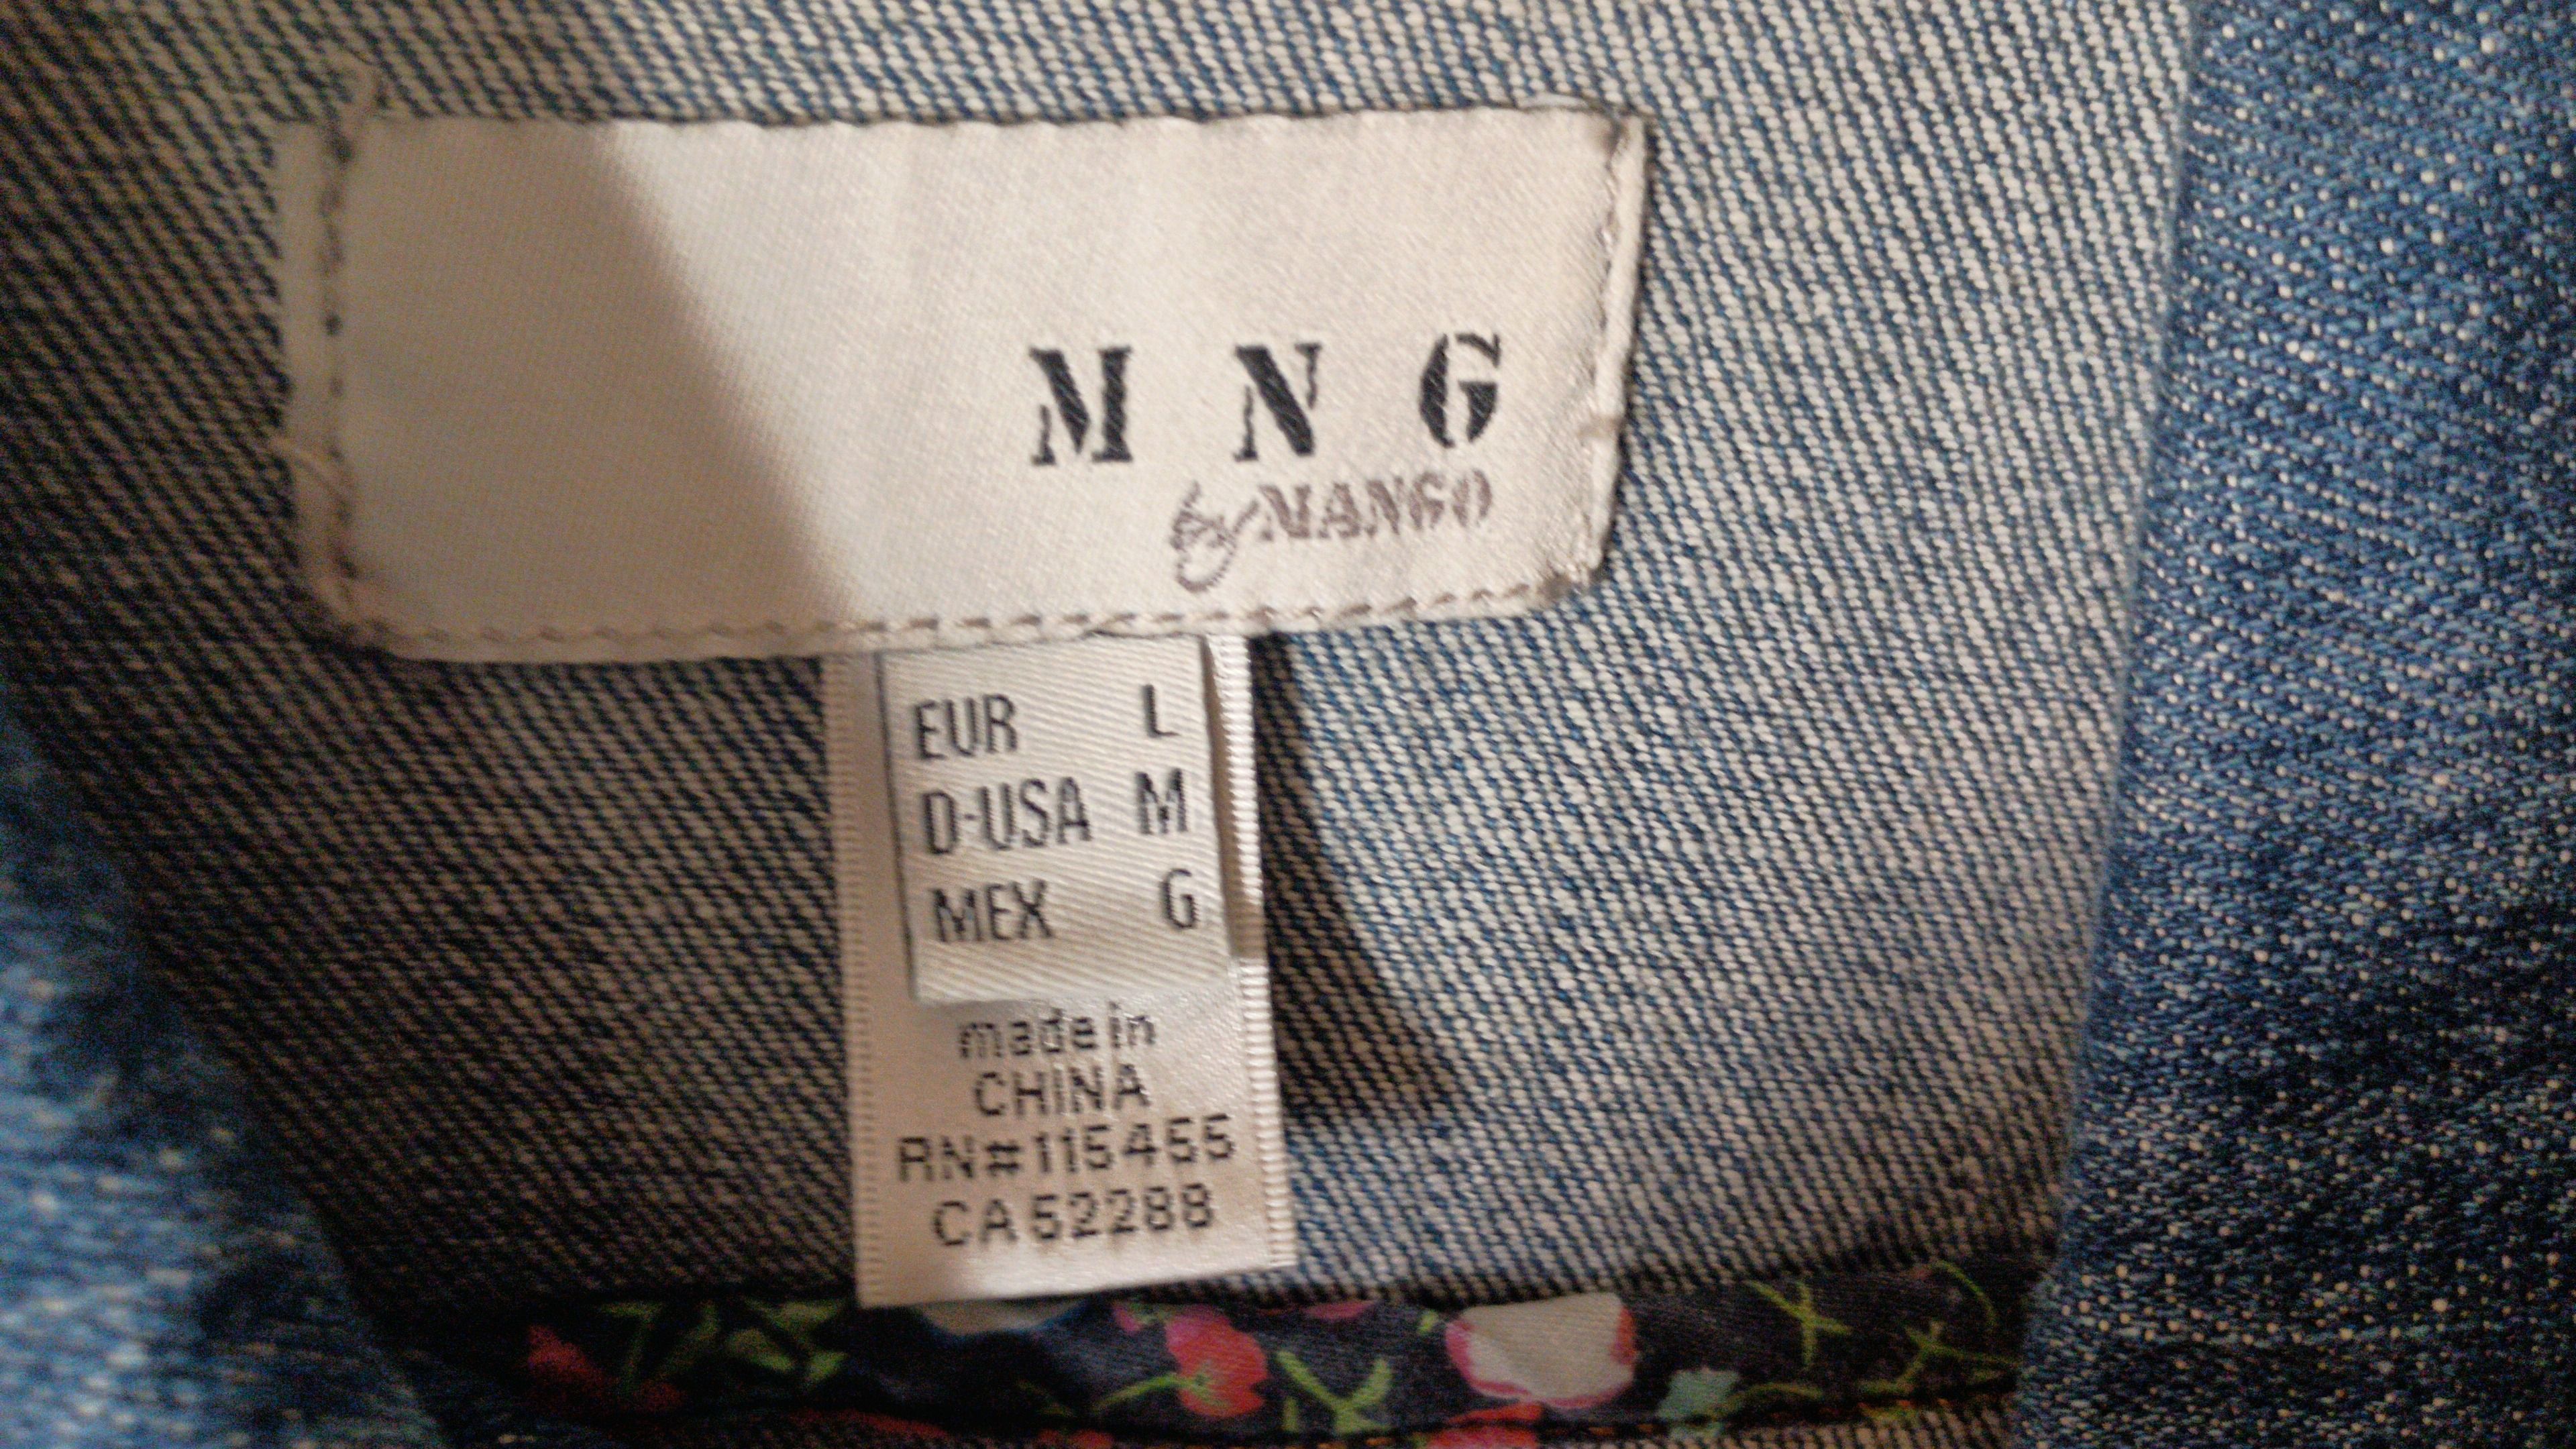 M N G
by MANGO
EUR L
D-USA M
MEX G
made in
CHINA
RN#115455
CA52288